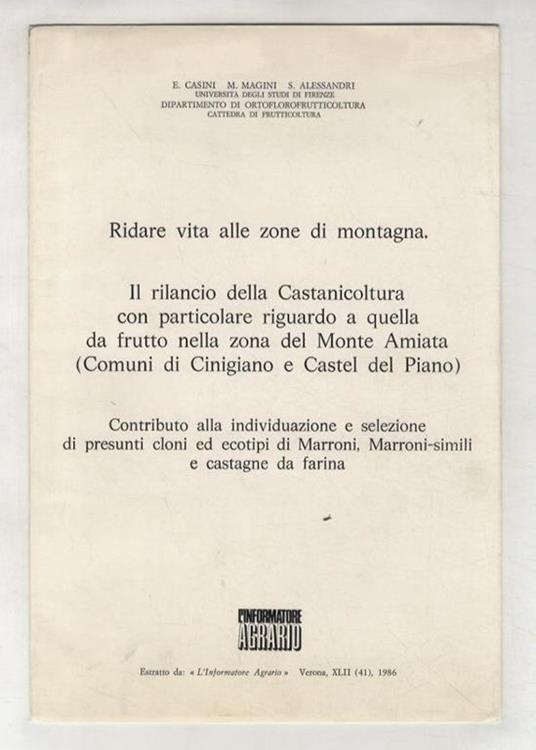 E. CASINI M. MAGINI S. ALESSANDRI
UNIVERSITÀ DEGLI STUDI DI FIRENZE
DIPARTIMENTO DI ORTOFLOROFRUTTICOLTURA
CATTEDRA DI FRUTTICOLTURA
Ridare vita alle zone di montagna.
Il rilancio della Castanicoltura
con particolare riguardo a quella
da frutto nella zona del Monte Amiata
(Comuni di Cinigiano e Castel del Piano)
Contributo alla individuazione e selezione
di presunti cloni ed ecotipi di Marroni, Marroni-simili
e castagne da farina
L'INFORMATORE
AGRARIO
Estratto da: « L'Informatore Agrario » Verona, XLII (41), 1986